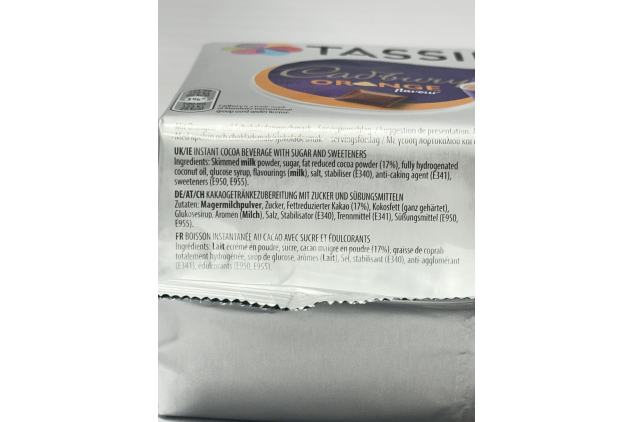 TASSI
Cadbury
ORANGE
flavour
Cadbury is a trade mark
UK/IE INSTANT COCOA BEVERAGE WITH SUGAR AND SWEETENERS
Ingredients: Skimmed milk powder, sugar, fat reduced cocoa powder (17%), fully hydrogenated
coconut oil, glucose syrup, flavourings (milk), salt, stabiliser (E340), anti-caking agent (E341),
sweeteners (E950, E955).
DE/AT/CH KAKAOGETRÄNKEZUBEREITUNG MIT ZUCKER UND SÜßUNGSMITTELN
Zutaten: Magermilchpulver, Zucker, Fettreduzierter Kakao (17%), Kokosfett (ganz gehärtet),
Glukosesirup, Aromen (Milch), Salz, Stabilisator (E340), Trennmittel (E341), Süßungsmittel (E950,
E955).
FR BOISSON INSTANTANÉE AU CACAO AVEC SUCRE ET ÉDULCORANTS
Ingrédients: Lait écrémé en poudre, sucre, cacao maigre en poudre (17%), graisse de coprah
totalement hydrogénée, sirop de glucose, arômes (Lait), Sel, stabilisant (E340), anti-agglomérant
(E341), édulcorants (E950, E955).